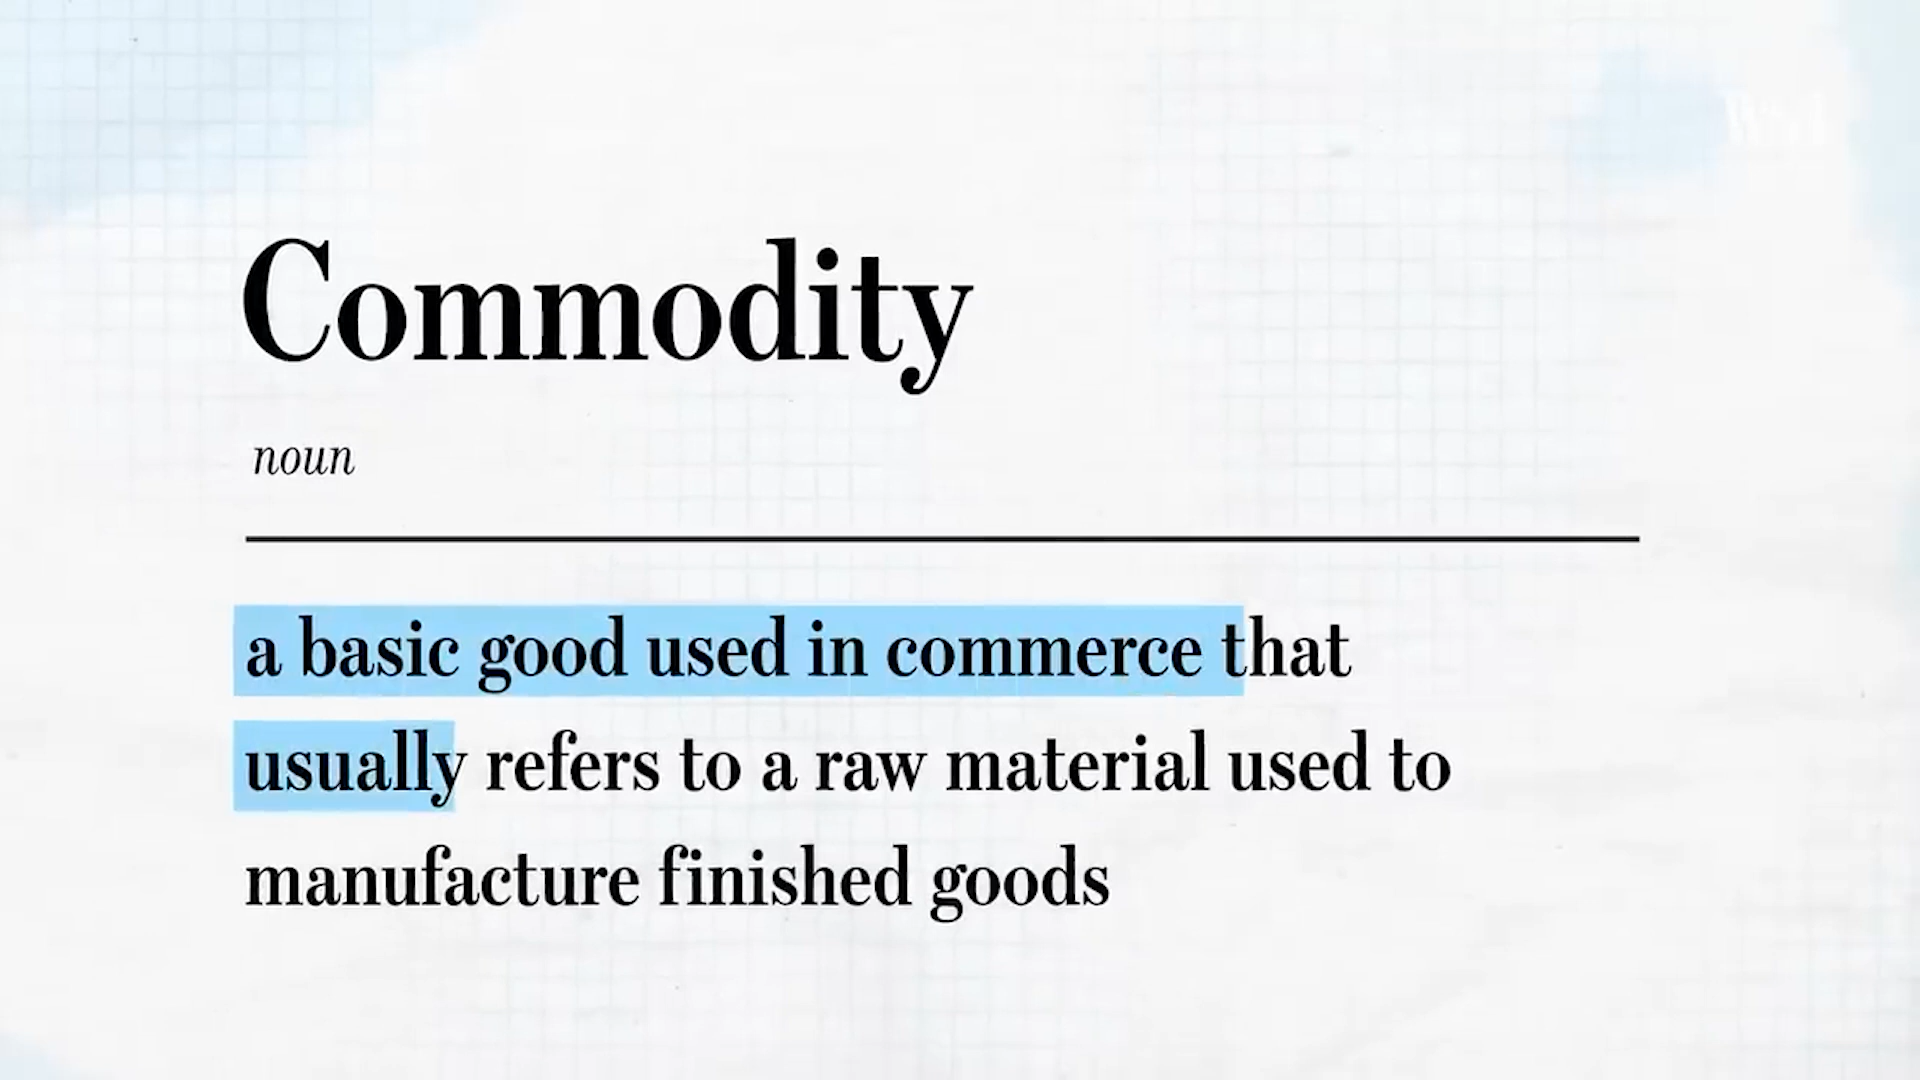 Commodity
noun
a basic good used in commerce that
usually refers to a raw material used to
manufacture finished goods